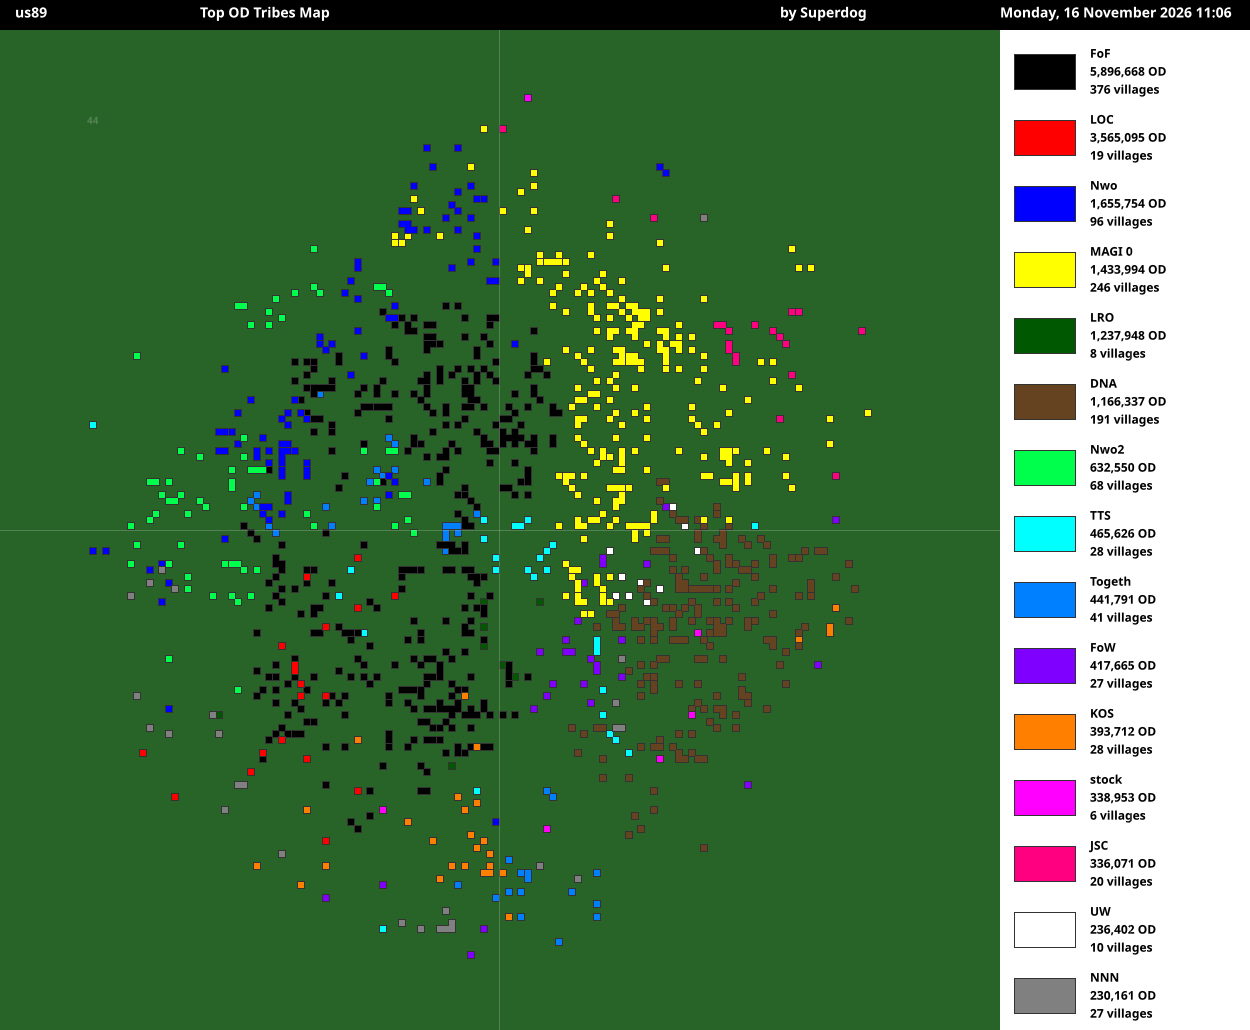 us89 Top OD Tribes Map by Superdog Monday, 16 November 2026 11:06
44
FoF
5,896,668 OD
376 villages
LOC
3,565,095 OD
19 villages
Nwo
1,655,754 OD
96 villages
MAGI 0
1,433,994 OD
246 villages
LRO
1,237,948 OD
8 villages
DNA
1,166,337 OD
191 villages
Nwo2
632,550 OD
68 villages
TTS
465,626 OD
28 villages
Togeth
441,791 OD
41 villages
FoW
417,665 OD
27 villages
KOS
393,712 OD
28 villages
stock
338,953 OD
6 villages
JSC
336,071 OD
20 villages
UW
236,402 OD
10 villages
NNN
230,161 OD
27 villages